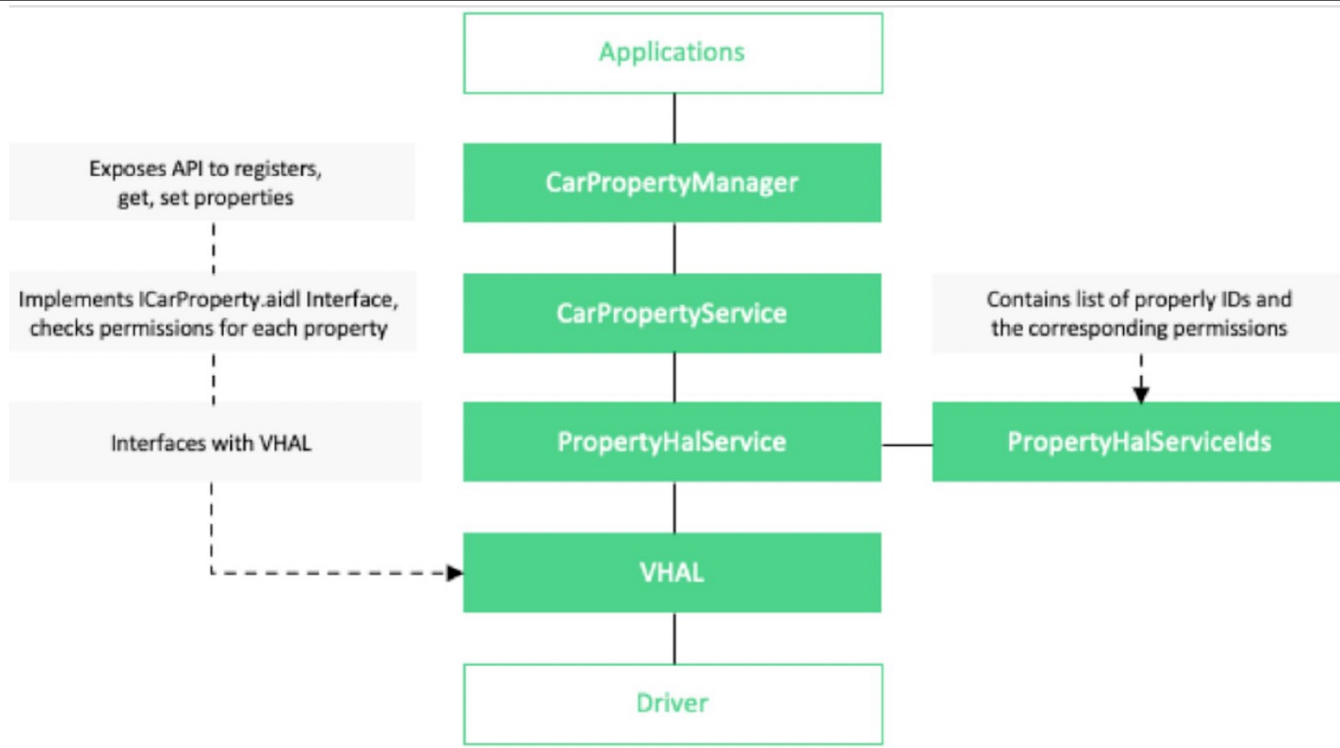 Applications
Exposes API to registers,
get, set properties
CarPropertyManager
Implements ICarProperty.aidl Interface,
checks permissions for each property
CarPropertyService
Contains list of properly IDs and
the corresponding permissions
Interfaces with VHAL
PropertyHalService
PropertyHalServiceIds
VHAL
Driver